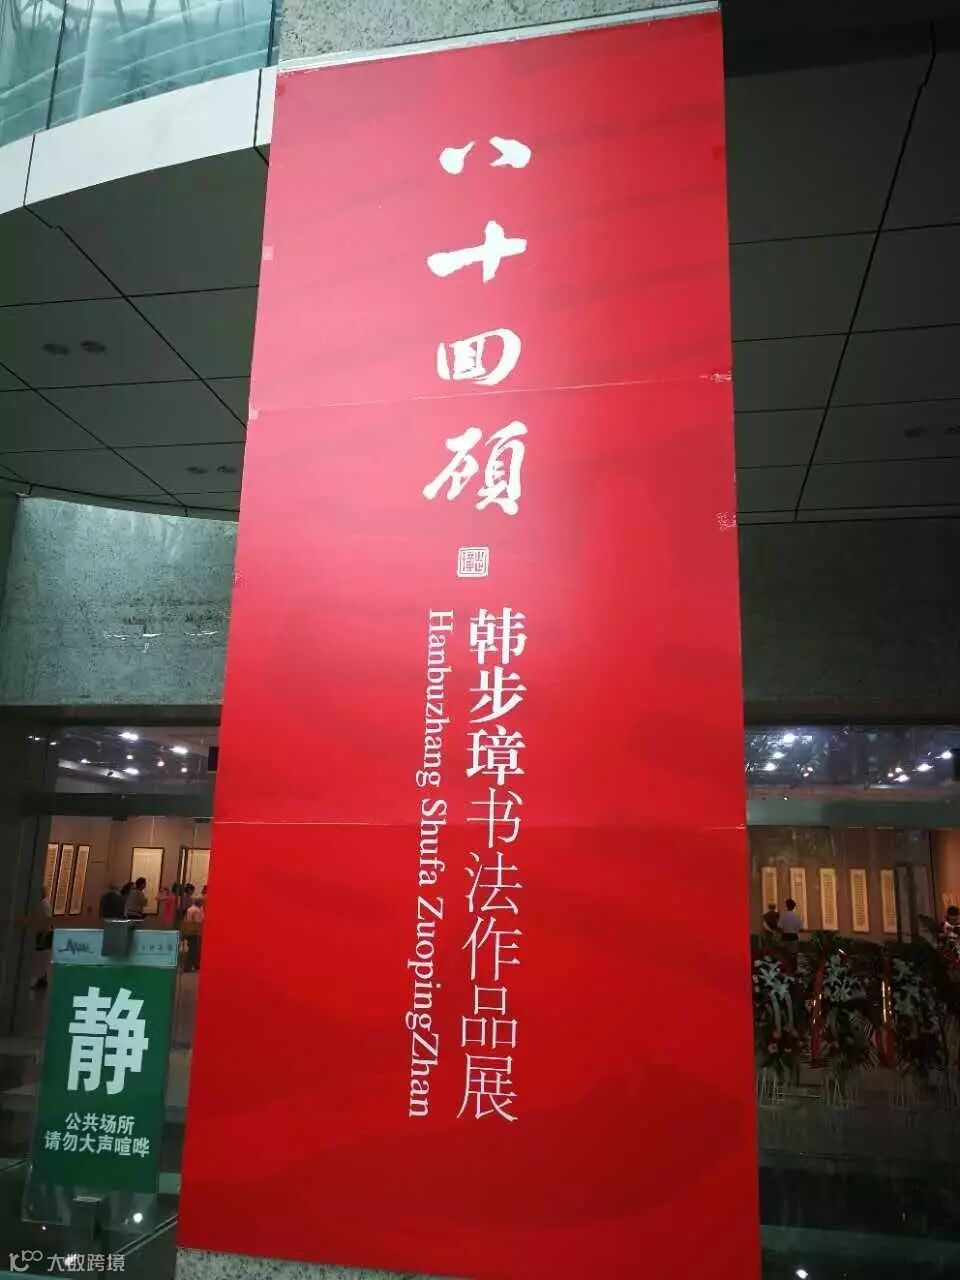 八十回顾
韩步璋书法作品展
Hanbuzhang Shufa ZuopingZhan
静
公共场所
请勿大声喧哗
大数跨境